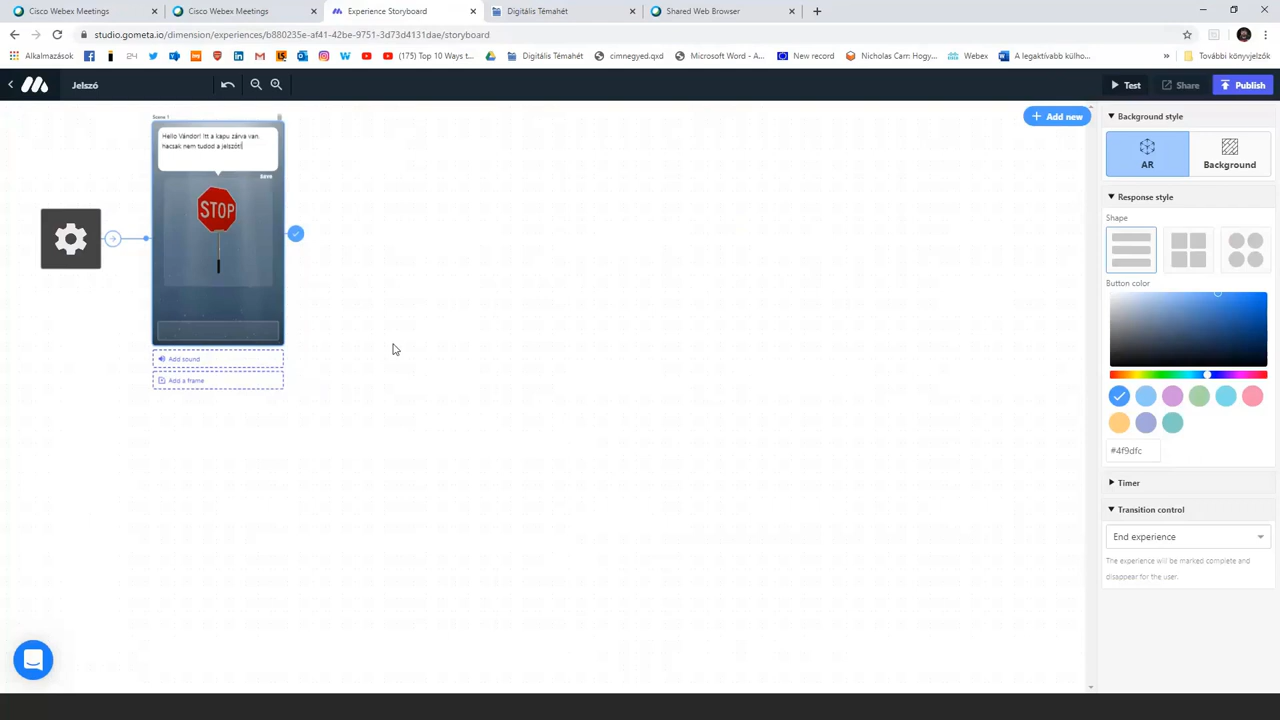 Cisco Webex Meetings
Cisco Webex Meetings
Experience Storyboard
Digitális Témahét
Shared Web Browser
studio.gometa.io/dimension/experiences/b880235e-af41-42be-9751-3d73d4131dae/storyboard
Alkalmazások
24
(175) Top 10 Ways t...
Digitális Témahét
cimnegyed.qxd
Microsoft Word - A...
New record
Nicholas Carr: Hogy...
Webex
A legaktívabb külho...
»
További könyvjelzők
Jelszó
Test
Share
Publish
Scene 1
Add new
Hello Vándor! Itt a kapu zárva van,
hacsak nem tudod a jelszót!
Save
STOP
Add sound
Add a frame
Background style
AR
Background
Response style
Shape
Button color
#4f9dfc
Timer
Transition control
End experience
The experience will be marked complete and
disappear for the user.